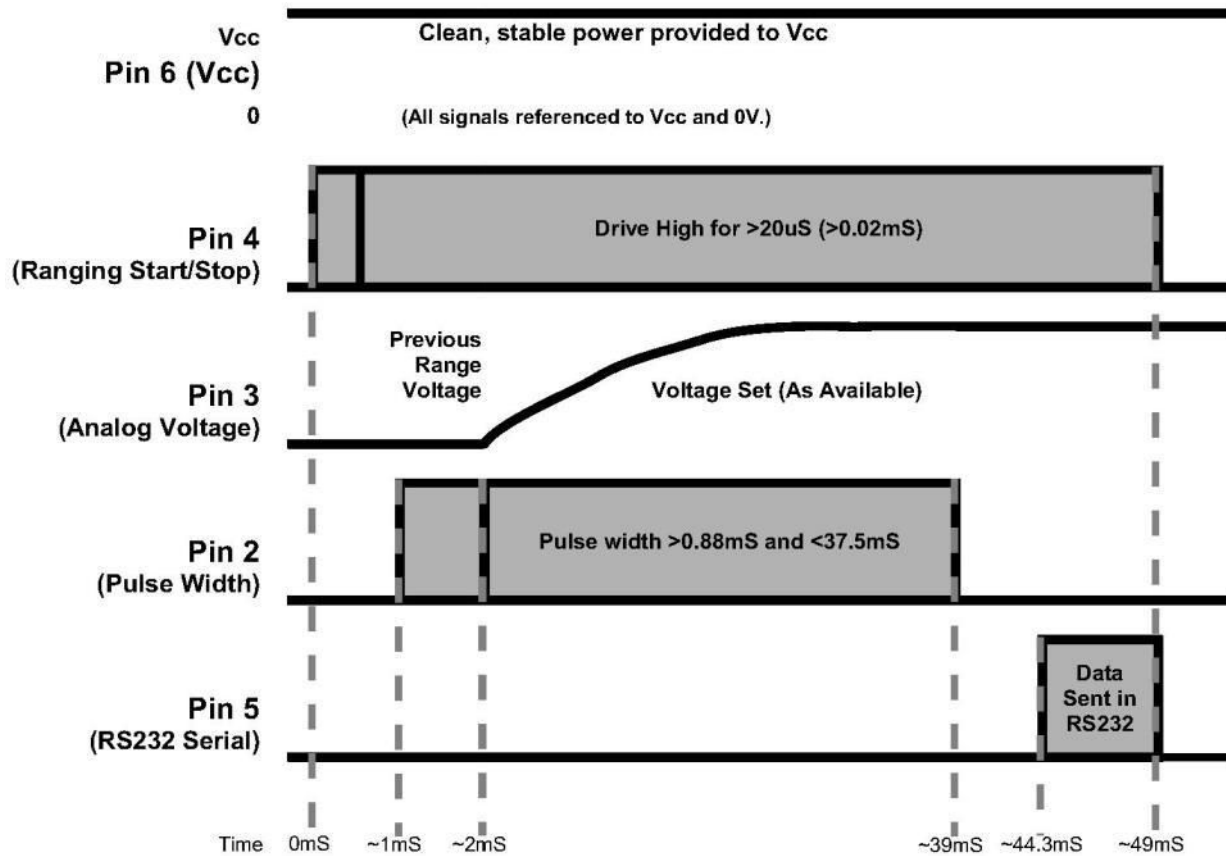 Vcc
Clean, stable power provided to Vcc
Pin 6 (Vcc)
0
(All signals referenced to Vcc and 0V.)
Pin 4
(Ranging Start/Stop)
Drive High for >20uS (>0.02mS)
Pin 3
(Analog Voltage)
Previous
Range
Voltage
Voltage Set (As Available)
Pin 2
(Pulse Width)
Pulse width >0.88mS and <37.5mS
Pin 5
(RS232 Serial)
Data
Sent in
RS232
Time 0mS ~1mS ~2mS ~39mS ~44.3mS ~49mS